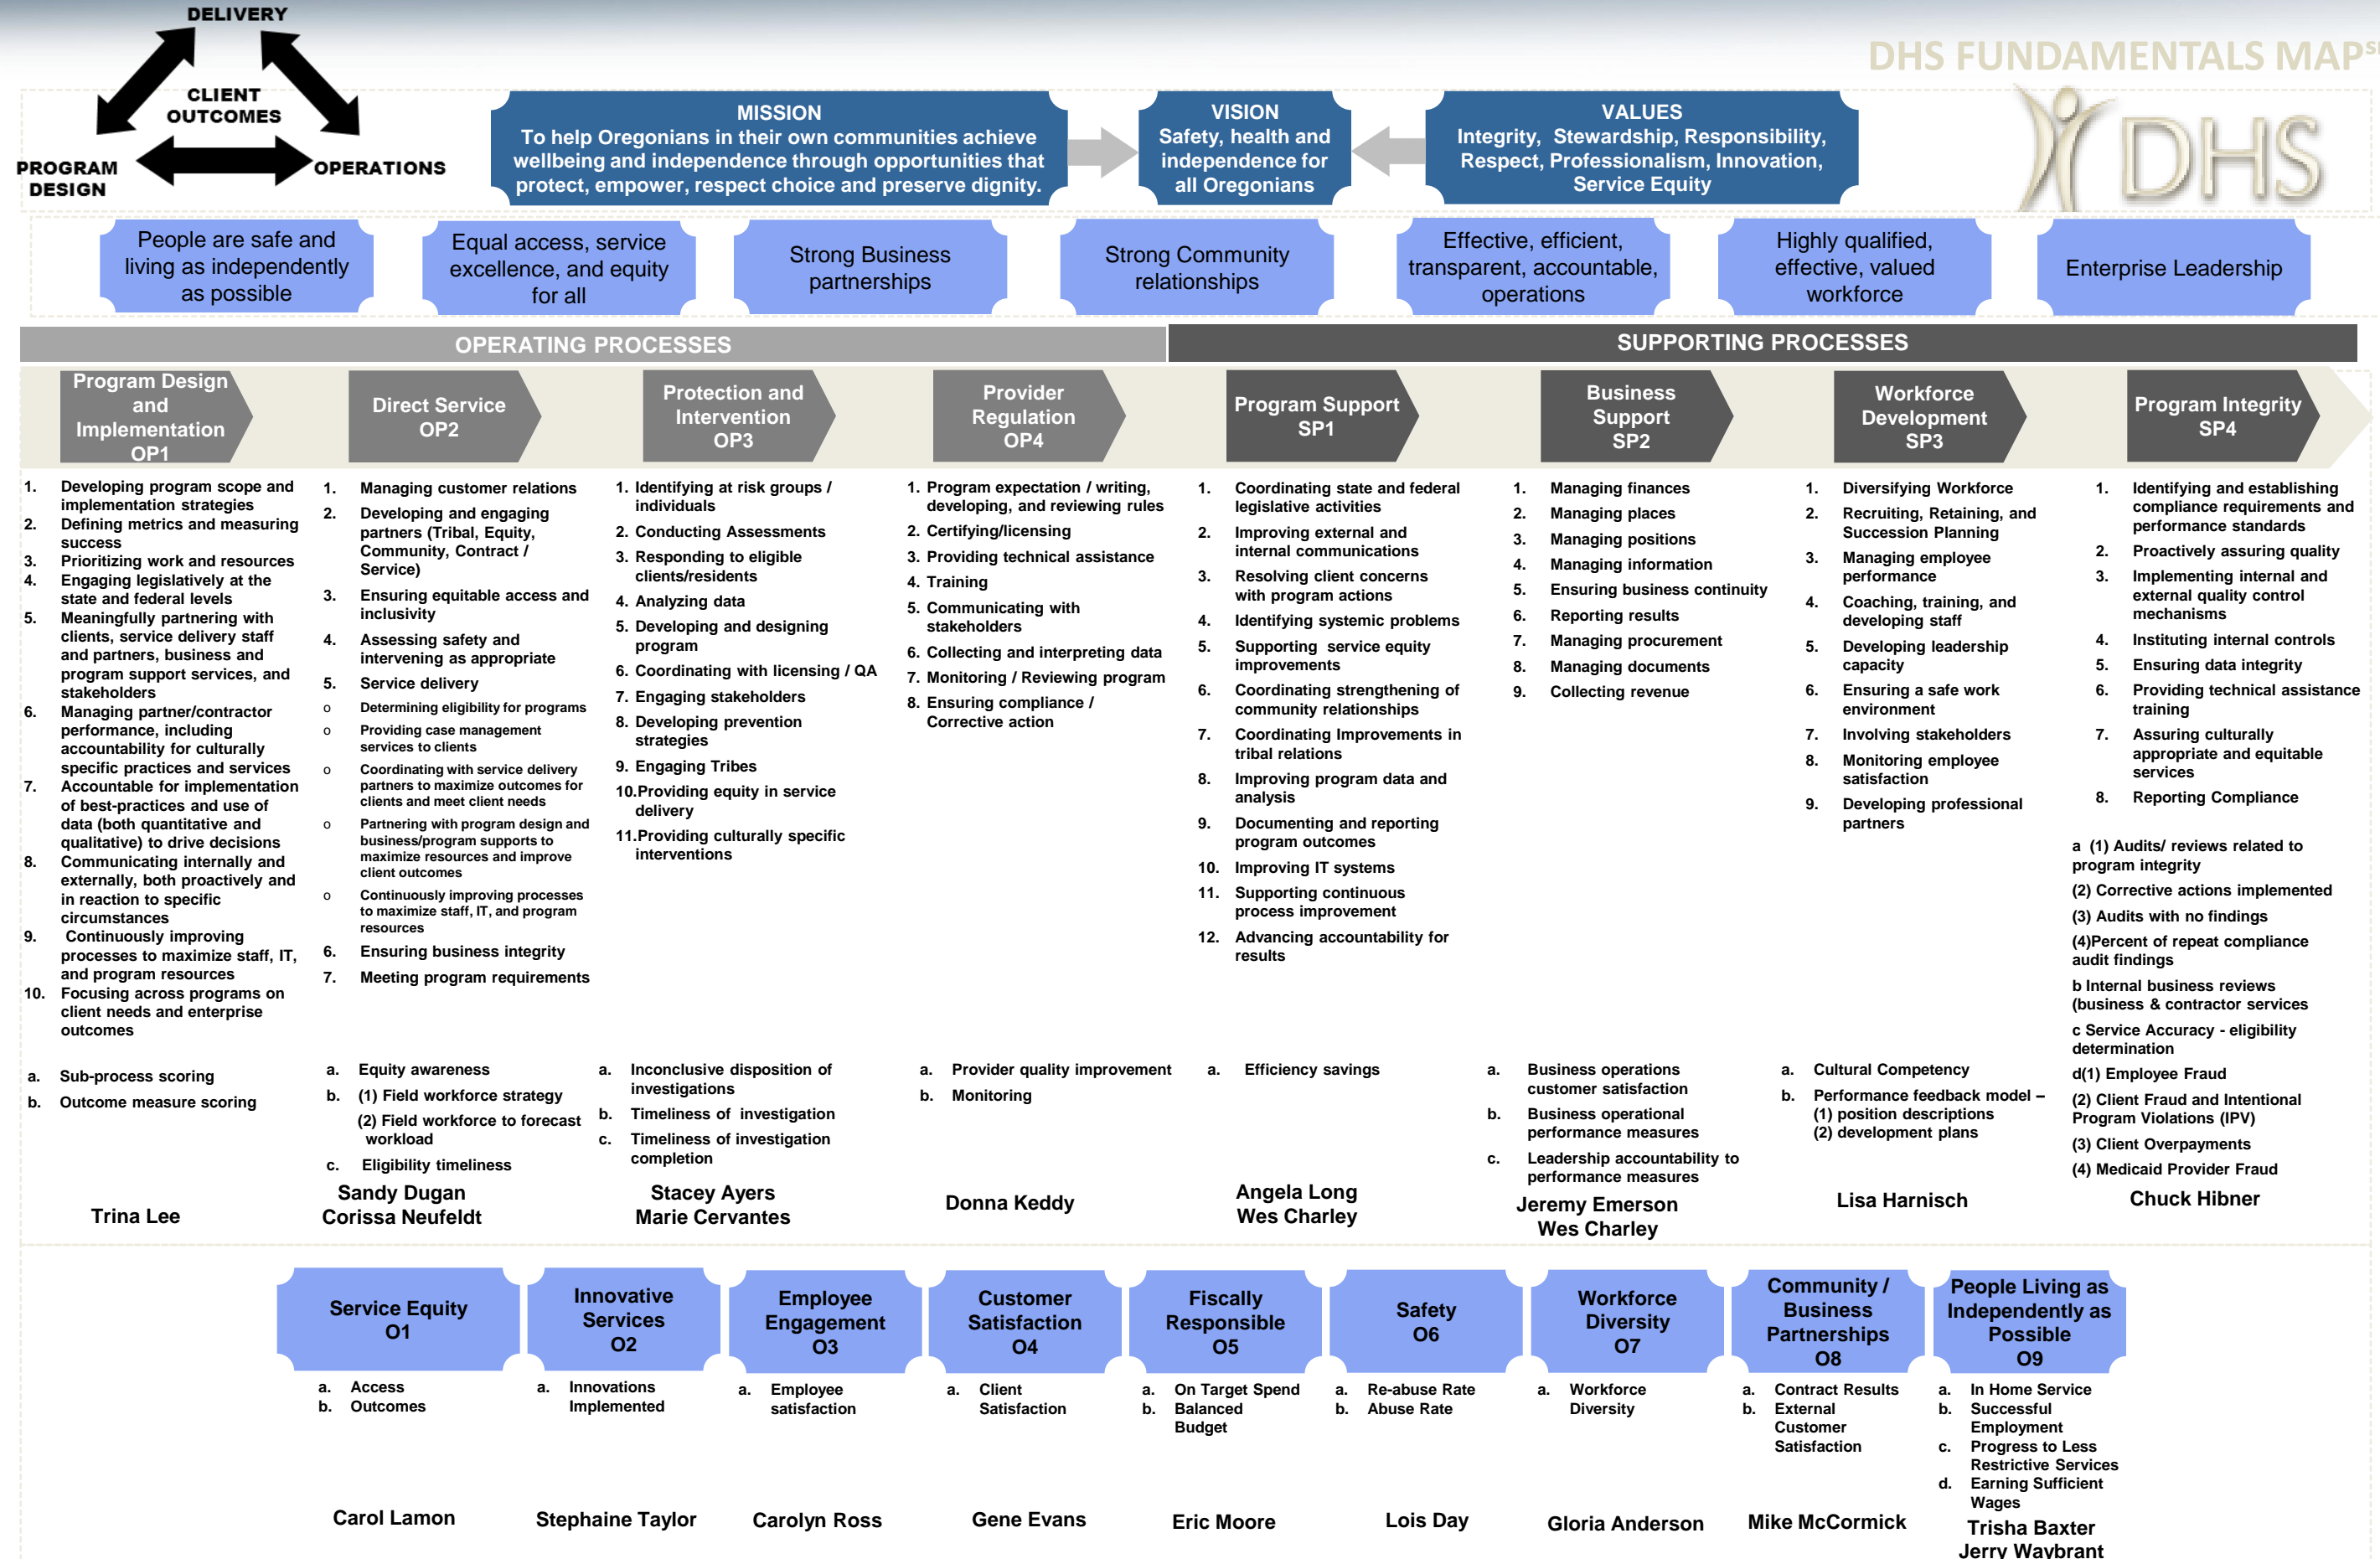 DELIVERY
CLIENT
OUTCOMES
PROGRAM
DESIGN
OPERATIONS
DHS FUNDAMENTALS MAP
MISSION
To help Oregonians in their own communities achieve
wellbeing and independence through opportunities that
protect, empower, respect choice and preserve dignity.
VISION
Safety, health and
independence for
all Oregonians
VALUES
Integrity, Stewardship, Responsibility,
Respect, Professionalism, Innovation,
Service Equity
DHS
People are safe and
living as independently
as possible
Equal access, service
excellence, and equity
for all
Strong Business
partnerships
Strong Community
relationships
Effective, efficient,
transparent, accountable,
operations
Highly qualified,
effective, valued
workforce
Enterprise Leadership
OPERATING PROCESSES
SUPPORTING PROCESSES
Program Design
and
Implementation
OP1
Direct Service
OP2
Protection and
Intervention
OP3
Provider
Regulation
OP4
Program Support
SP1
Business
Support
SP2
Workforce
Development
SP3
Program Integrity
SP4
1. Developing program scope and
implementation strategies
2. Defining metrics and measuring
success
3. Prioritizing work and resources
4. Engaging legislatively at the
state and federal levels
5. Meaningfully partnering with
clients, service delivery staff
and partners, business and
program support services, and
stakeholders
6. Managing partner/contractor
performance, including
accountability for culturally
specific practices and services
7. Accountable for implementation
of best-practices and use of
data (both quantitative and
qualitative) to drive decisions
8. Communicating internally and
externally, both proactively and
in reaction to specific
circumstances
9. Continuously improving
processes to maximize staff, IT,
and program resources
10. Focusing across programs on
client needs and enterprise
outcomes
a. Sub-process scoring
b. Outcome measure scoring
Trina Lee
1. Managing customer relations
2. Developing and engaging
partners (Tribal, Equity,
Community, Contract /
Service)
3. Ensuring equitable access and
inclusivity
4. Assessing safety and
intervening as appropriate
5. Service delivery
o Determining eligibility for programs
o Providing case management
services to clients
o Coordinating with service delivery
partners to maximize outcomes for
clients and meet client needs
o Partnering with program design and
business/program supports to
maximize resources and improve
client outcomes
o Continuously improving processes
to maximize staff, IT, and program
resources
6. Ensuring business integrity
7. Meeting program requirements
a. Equity awareness
b. (1) Field workforce strategy
(2) Field workforce to forecast
workload
c. Eligibility timeliness
Sandy Dugan
Corissa Neufeldt
1. Identifying at risk groups /
individuals
2. Conducting Assessments
3. Responding to eligible
clients/residents
4. Analyzing data
5. Developing and designing
program
6. Coordinating with licensing / QA
7. Engaging stakeholders
8. Developing prevention
strategies
9. Engaging Tribes
10.Providing equity in service
delivery
11.Providing culturally specific
interventions
a. Inconclusive disposition of
investigations
b. Timeliness of investigation
c. Timeliness of investigation
completion
Stacey Ayers
Marie Cervantes
1. Program expectation / writing,
developing, and reviewing rules
2. Certifying/licensing
3. Providing technical assistance
4. Training
5. Communicating with
stakeholders
6. Collecting and interpreting data
7. Monitoring / Reviewing program
8. Ensuring compliance /
Corrective action
a. Provider quality improvement
b. Monitoring
Donna Keddy
1. Coordinating state and federal
legislative activities
2. Improving external and
internal communications
3. Resolving client concerns
with program actions
4. Identifying systemic problems
5. Supporting service equity
improvements
6. Coordinating strengthening of
community relationships
7. Coordinating Improvements in
tribal relations
8. Improving program data and
analysis
9. Documenting and reporting
program outcomes
10. Improving IT systems
11. Supporting continuous
process improvement
12. Advancing accountability for
results
a. Efficiency savings
Angela Long
Wes Charley
1. Managing finances
2. Managing places
3. Managing positions
4. Managing information
5. Ensuring business continuity
6. Reporting results
7. Managing procurement
8. Managing documents
9. Collecting revenue
a. Business operations
customer satisfaction
b. Business operational
performance measures
c. Leadership accountability to
performance measures
Jeremy Emerson
Wes Charley
1. Diversifying Workforce
2. Recruiting, Retaining, and
Succession Planning
3. Managing employee
performance
4. Coaching, training, and
developing staff
5. Developing leadership
capacity
6. Ensuring a safe work
environment
7. Involving stakeholders
8. Monitoring employee
satisfaction
9. Developing professional
partners
a. Cultural Competency
b. Performance feedback model –
(1) position descriptions
(2) development plans
Lisa Harnisch
1. Identifying and establishing
compliance requirements and
performance standards
2. Proactively assuring quality
3. Implementing internal and
external quality control
mechanisms
4. Instituting internal controls
5. Ensuring data integrity
6. Providing technical assistance
training
7. Assuring culturally
appropriate and equitable
services
8. Reporting Compliance
a (1) Audits/ reviews related to
program integrity
(2) Corrective actions implemented
(3) Audits with no findings
(4)Percent of repeat compliance
audit findings
b Internal business reviews
(business & contractor services
c Service Accuracy - eligibility
determination
d(1) Employee Fraud
(2) Client Fraud and Intentional
Program Violations (IPV)
(3) Client Overpayments
(4) Medicaid Provider Fraud
Chuck Hibner
Service Equity
O1
a. Access
b. Outcomes
Carol Lamon
Innovative
Services
O2
a. Innovations
Implemented
Stephaine Taylor
Employee
Engagement
O3
a. Employee
satisfaction
Carolyn Ross
Customer
Satisfaction
O4
a. Client
Satisfaction
Gene Evans
Fiscally
Responsible
O5
a. On Target Spend
b. Balanced
Budget
Eric Moore
Safety
O6
a. Re-abuse Rate
b. Abuse Rate
Lois Day
Workforce
Diversity
O7
a. Workforce
Diversity
Gloria Anderson
Community /
Business
Partnerships
O8
a. Contract Results
b. External
Customer
Satisfaction
Mike McCormick
People Living as
Independently as
Possible
O9
a. In Home Service
b. Successful
Employment
c. Progress to Less
Restrictive Services
d. Earning Sufficient
Wages
Trisha Baxter
Jerry Waybrant